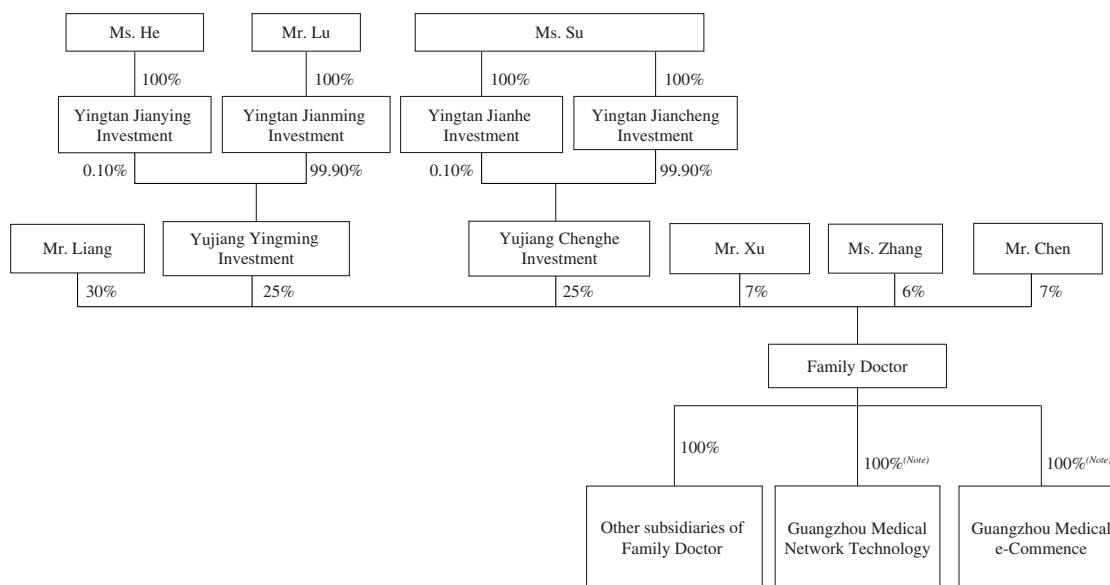 Ms. He
Mr. Lu
Ms. Su
100%
100%
100%
100%
Yingtan Jianying
Investment
Yingtan Jianming
Investment
Yingtan Jianhe
Investment
Yingtan Jiancheng
Investment
0.10%
99.90%
0.10%
99.90%
Mr. Liang
Yujiang Yingming
Investment
Yujiang Chenghe
Investment
Mr. Xu
Ms. Zhang
Mr. Chen
30%
25%
25%
7%
6%
7%
Family Doctor
100%
100%(Note)
100%(Note)
Other subsidiaries of
Family Doctor
Guangzhou Medical
Network Technology
Guangzhou Medical
e-Commence